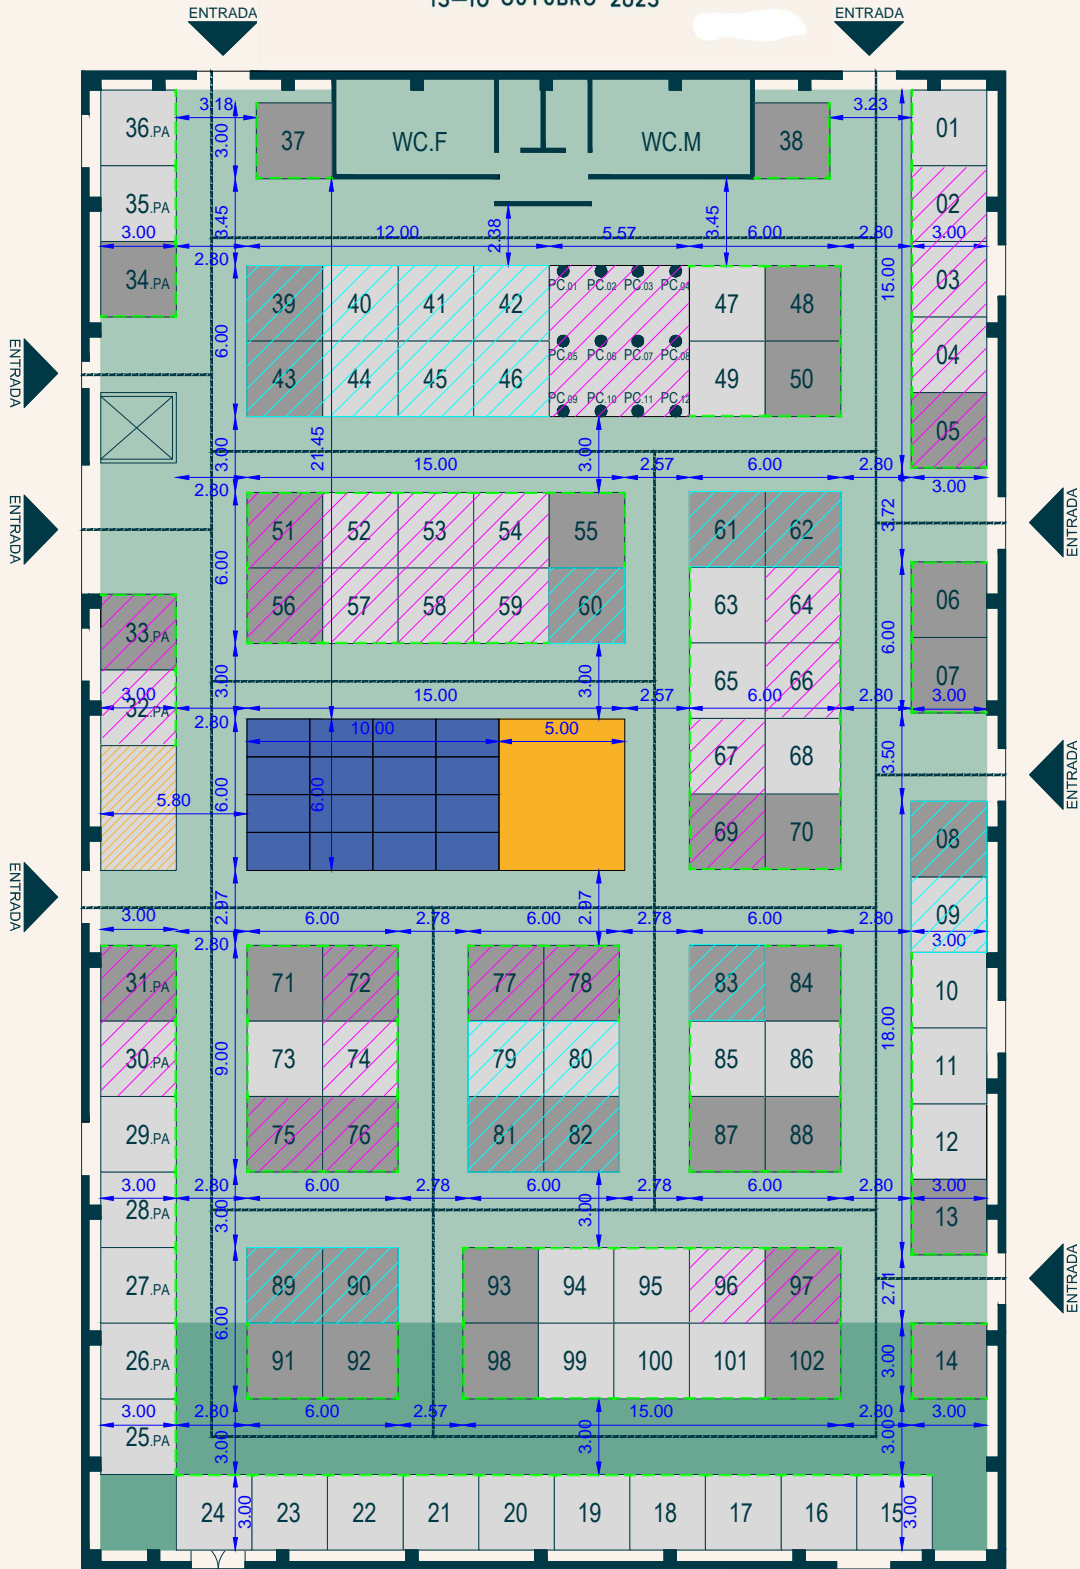 ENTRADA ENTRADA
36.PA 3.18 3.00 37 WC.F WC.M 38 3.23 01
35.PA 3.45 2.38 3.45 02
3.00 2.80 12.00 5.57 6.00 2.80 3.00
34.PA 15.00 03
39 40 41 42 PC.01 PC.02 PC.03 PC.04 47 48
ENTRADA 6.00 PC.05 PC.06 PC.07 PC.08 04
43 44 45 46 PC.09 PC.10 PC.11 PC.12 49 50
05
3.00 21.45 3.00
2.80 15.00 2.57 6.00 2.80 3.00
ENTRADA 51 52 53 54 55 61 62 3.72 ENTRADA
6.00
56 57 58 59 60 63 64 06
33.PA 6.00
3.00 3.00 65 66 07
3.00 32.PA 2.80 15.00 2.57 6.00 2.80 3.00
10.00 5.00 67 68 3.50 ENTRADA
5.80 6.00 6.00
69 70 08
ENTRADA 2.97 2.97 09
3.00 2.80 6.00 2.78 6.00 2.78 6.00 2.80 3.00
31.PA 71 72 77 78 83 84 10
30.PA 9.00 73 74 79 80 85 86 18.00 11
29.PA 75 76 81 82 87 88 12
3.00 2.80 6.00 2.78 6.00 2.78 6.00 2.80 3.00
28.PA 3.00 3.00 13
27.PA 89 90 93 94 95 96 97 2.71 ENTRADA
6.00
26.PA 91 92 98 99 100 101 102 3.00 14
3.00 2.80 6.00 2.57 15.00 2.80 3.00
25.PA 3.00 3.00 3.00
24 3.00 23 22 21 20 19 18 17 16 15 3.00